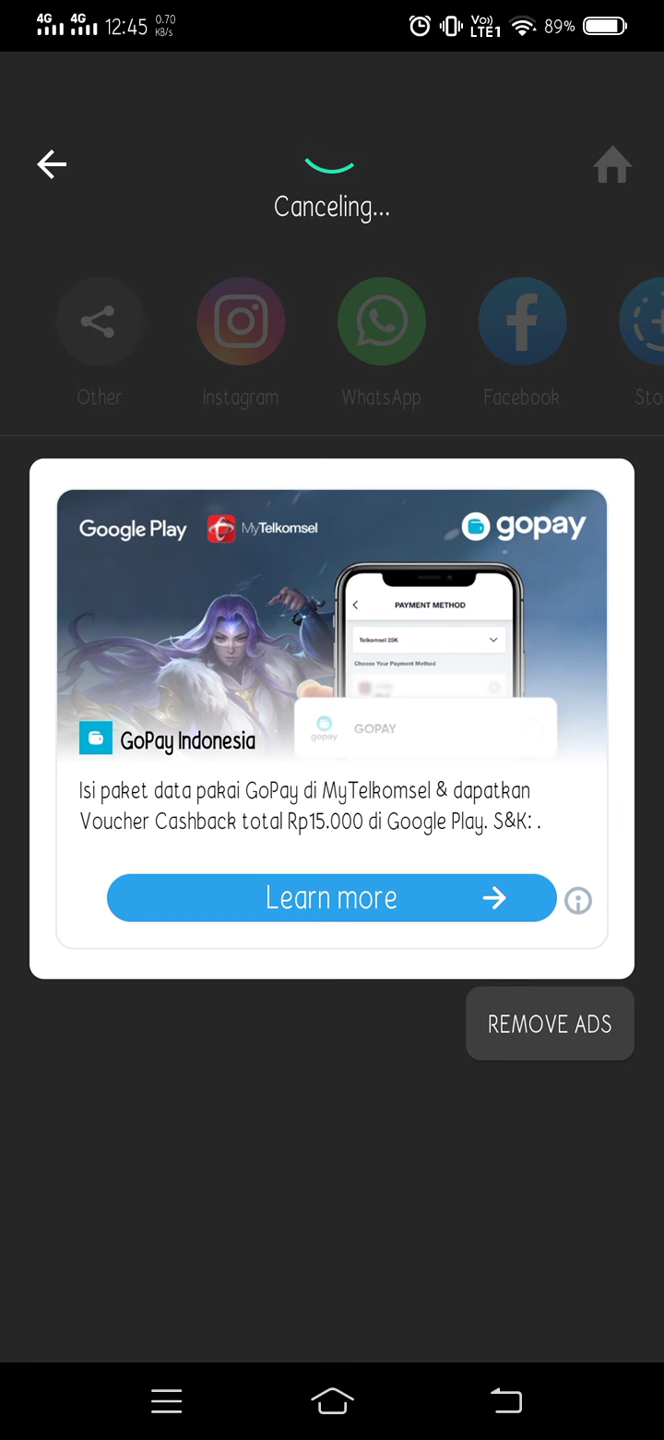 4G 4G 12:45 0.70 KB/s Vo)) LTE1 89%
Canceling...
Other Instagram WhatsApp Facebook Sto
Google Play MyTelkomsel gopay
PAYMENT METHOD
Telkomsel 25K
Choose Your Payment Method
gopay GOPAY
GoPay Indonesia
Isi paket data pakai GoPay di MyTelkomsel & dapatkan
Voucher Cashback total Rp15.000 di Google Play. S&K: .
Learn more
REMOVE ADS